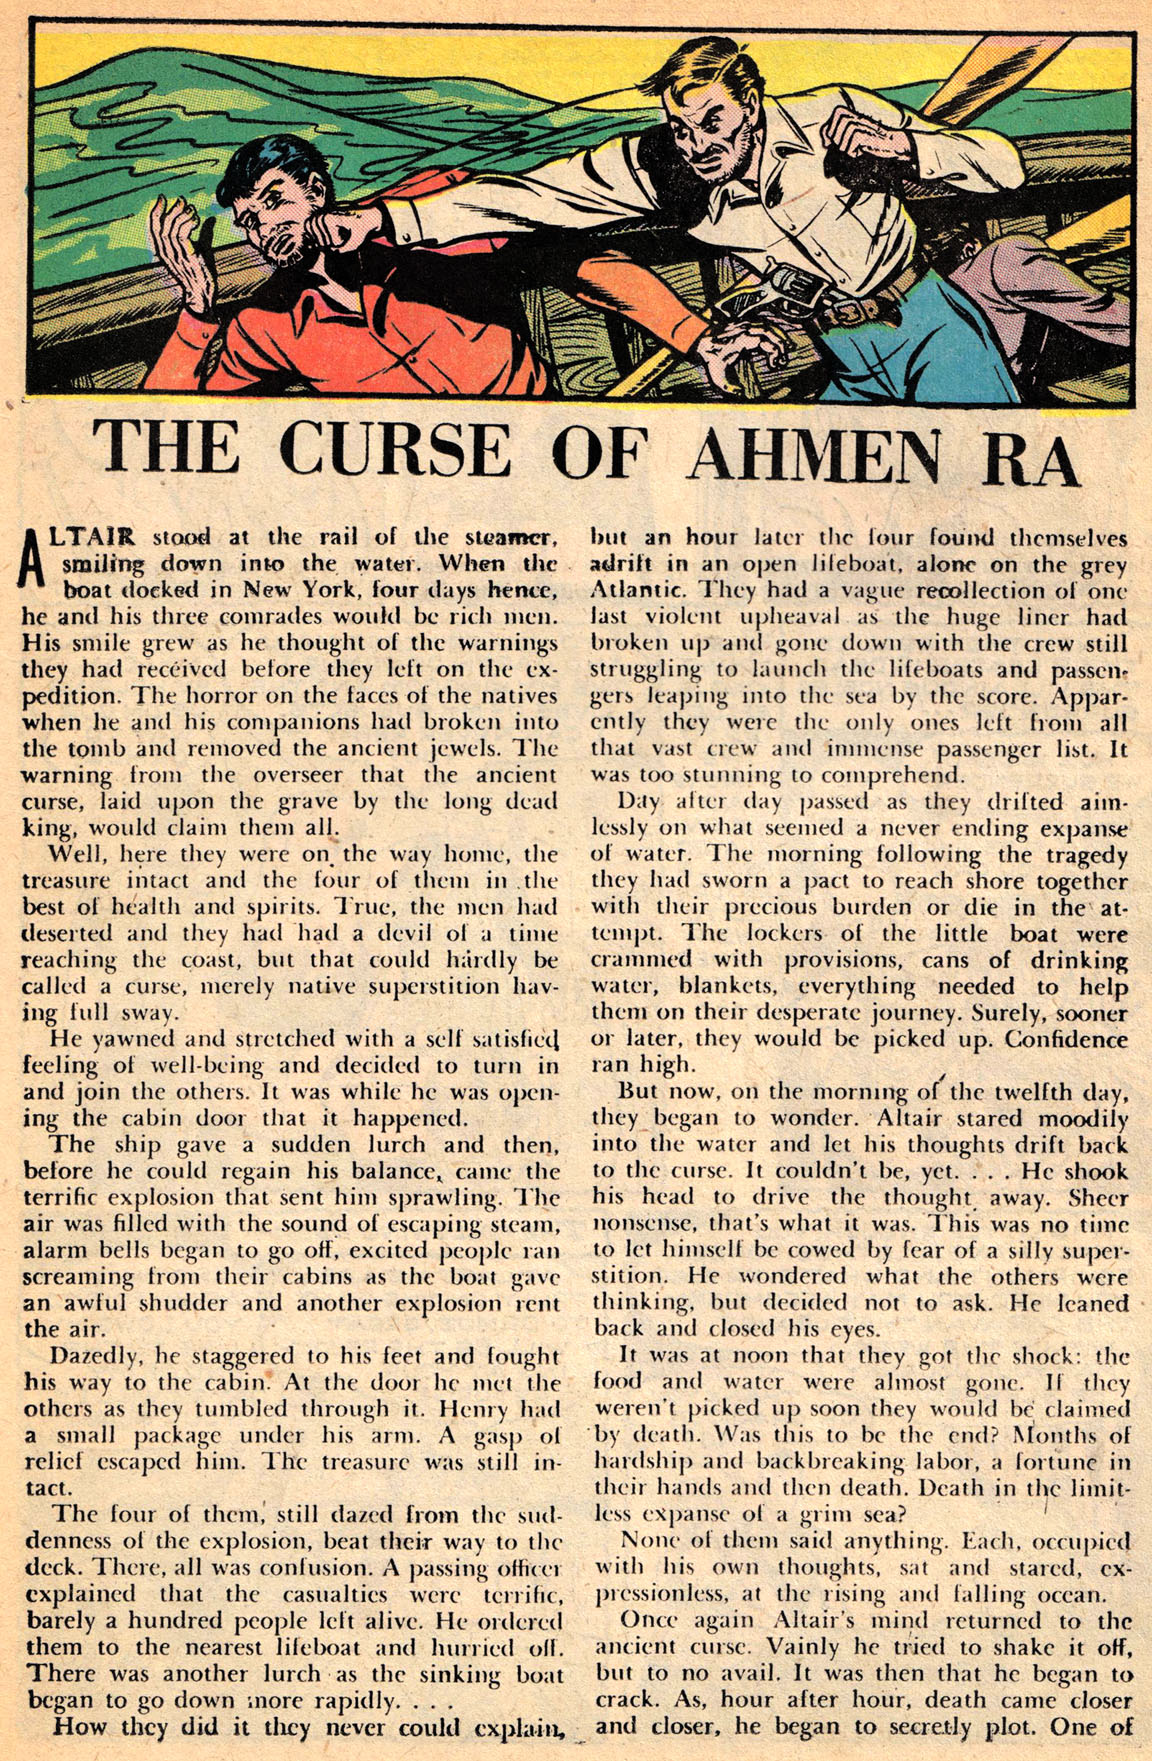 THE CURSE OF AHMEN RA
ALTAIR stood at the rail of the steamer,
smiling down into the water. When the
boat docked in New York, four days hence,
he and his three comrades would be rich men.
His smile grew as he thought of the warnings
they had received before they left on the ex-
pedition. The horror on the faces of the natives
when he and his companions had broken into
the tomb and removed the ancient jewels. The
warning from the overseer that the ancient
curse, laid upon the grave by the long dead
king, would claim them all.
Well, here they were on the way home, the
treasure intact and the four of them in the
best of health and spirits. True, the men had
deserted and they had had a devil of a time
reaching the coast, but that could hardly be
called a curse, merely native superstition hav-
ing full sway.
He yawned and stretched with a self satisfied
feeling of well-being and decided to turn in
and join the others. It was while he was open-
ing the cabin door that it happened.
The ship gave a sudden lurch and then,
before he could regain his balance, came the
terrific explosion that sent him sprawling. The
air was filled with the sound of escaping steam,
alarm bells began to go off, excited people ran
screaming from their cabins as the boat gave
an awful shudder and another explosion rent
the air.
Dazedly, he staggered to his feet and fought
his way to the cabin. At the door he met the
others as they tumbled through it. Henry had
a small package under his arm. A gasp of
relief escaped him. The treasure was still in-
tact.
The four of them, still dazed from the sud-
denness of the explosion, beat their way to the
deck. There, all was confusion. A passing officer
explained that the casualties were terrific,
barely a hundred people left alive. He ordered
them to the nearest lifeboat and hurried off.
There was another lurch as the sinking boat
began to go down more rapidly. . . .
How they did it they never could explain,
but an hour later the four found themselves
adrift in an open lifeboat, alone on the grey
Atlantic. They had a vague recollection of one
last violent upheaval as the huge liner had
broken up and gone down with the crew still
struggling to launch the lifeboats and passen-
gers leaping into the sea by the score. Appar-
ently they were the only ones left from all
that vast crew and immense passenger list. It
was too stunning to comprehend.
Day after day passed as they drifted aim-
lessly on what seemed a never ending expanse
of water. The morning following the tragedy
they had sworn a pact to reach shore together
with their precious burden or die in the at-
tempt. The lockers of the little boat were
crammed with provisions, cans of drinking
water, blankets, everything needed to help
them on their desperate journey. Surely, sooner
or later, they would be picked up. Confidence
ran high.
But now, on the morning of the twelfth day,
they began to wonder. Altair stared moodily
into the water and let his thoughts drift back
to the curse. It couldn't be, yet. . . . He shook
his head to drive the thought away. Sheer
nonsense, that's what it was. This was no time
to let himself be cowed by fear of a silly super-
stition. He wondered what the others were
thinking, but decided not to ask. He leaned
back and closed his eyes.
It was at noon that they got the shock: the
food and water were almost gone. If they
weren't picked up soon they would be claimed
by death. Was this to be the end? Months of
hardship and backbreaking labor, a fortune in
their hands and then death. Death in the limit-
less expanse of a grim sea?
None of them said anything. Each, occupied
with his own thoughts, sat and stared, ex-
pressionless, at the rising and falling ocean.
Once again Altair's mind returned to the
ancient curse. Vainly he tried to shake it off,
but to no avail. It was then that he began to
crack. As, hour after hour, death came closer
and closer, he began to secretly plot. One of